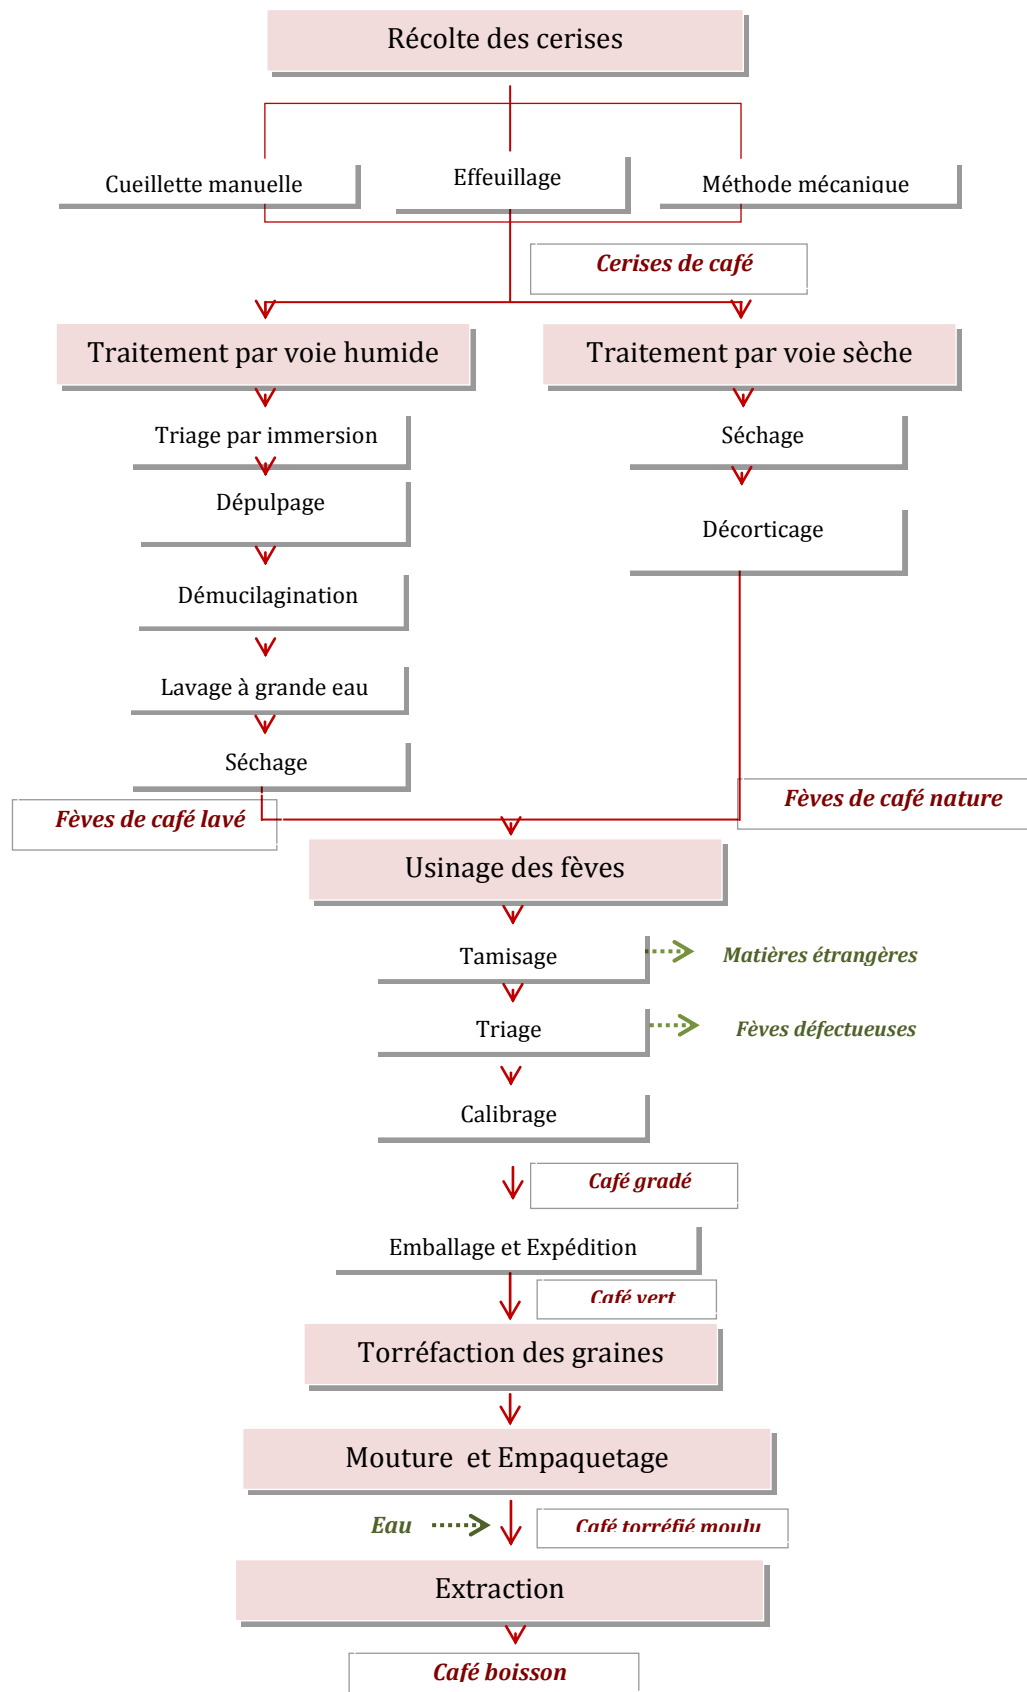 Récolte des cerises
Cueillette manuelle
Effeuillage
Méthode mécanique
Cerises de café
Traitement par voie humide
Traitement par voie sèche
Triage par immersion
Séchage
Dépulpage
Décorticage
Démucilagination
Lavage à grande eau
Séchage
Fèves de café lavé
Fèves de café nature
Usinage des fèves
Tamisage
Matières étrangères
Triage
Fèves défectueuses
Calibrage
Café gradé
Emballage et Expédition
Café vert
Torréfaction des graines
Mouture et Empaquetage
Eau
Café torréfié moulu
Extraction
Café boisson